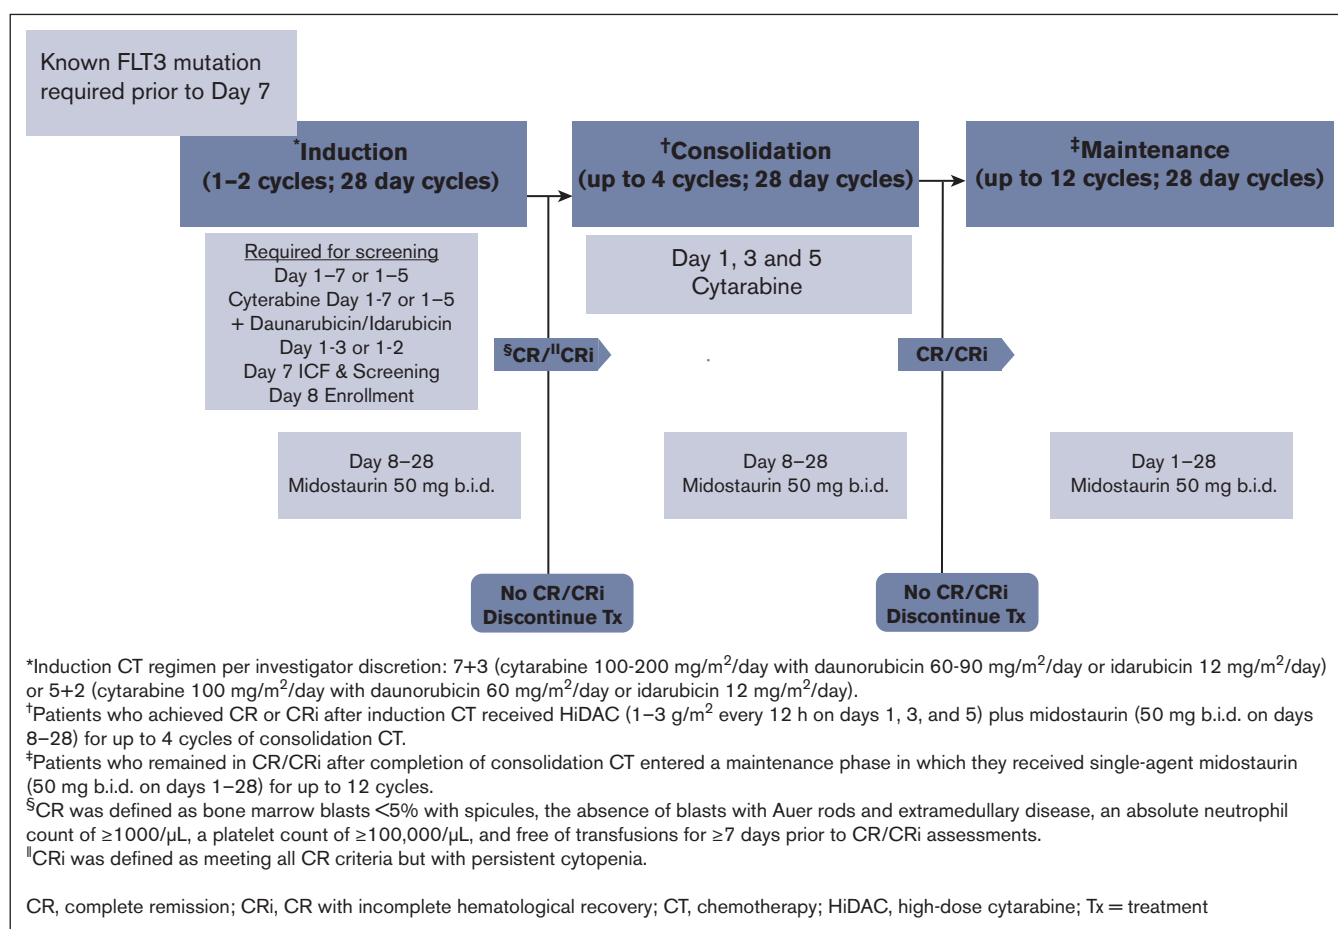 Known FLT3 mutation
required prior to Day 7
*Induction
(1–2 cycles; 28 day cycles)
†Consolidation
(up to 4 cycles; 28 day cycles)
‡Maintenance
(up to 12 cycles; 28 day cycles)
Required for screening
Day 1–7 or 1–5
Cyterabine Day 1-7 or 1–5
+ Daunarubicin/Idarubicin
Day 1-3 or 1-2
Day 7 ICF & Screening
Day 8 Enrollment
Day 1, 3 and 5
Cytarabine
§CR/||CRi
CR/CRi
Day 8–28
Midostaurin 50 mg b.i.d.
Day 8–28
Midostaurin 50 mg b.i.d.
Day 1–28
Midostaurin 50 mg b.i.d.
No CR/CRi
Discontinue Tx
No CR/CRi
Discontinue Tx
*Induction CT regimen per investigator discretion: 7+3 (cytarabine 100-200 mg/m²/day with daunorubicin 60-90 mg/m²/day or idarubicin 12 mg/m²/day)
or 5+2 (cytarabine 100 mg/m²/day with daunorubicin 60 mg/m²/day or idarubicin 12 mg/m²/day).
†Patients who achieved CR or CRi after induction CT received HiDAC (1–3 g/m² every 12 h on days 1, 3, and 5) plus midostaurin (50 mg b.i.d. on days
8–28) for up to 4 cycles of consolidation CT.
‡Patients who remained in CR/CRi after completion of consolidation CT entered a maintenance phase in which they received single-agent midostaurin
(50 mg b.i.d. on days 1–28) for up to 12 cycles.
§CR was defined as bone marrow blasts <5% with spicules, the absence of blasts with Auer rods and extramedullary disease, an absolute neutrophil
count of ≥1000/µL, a platelet count of ≥100,000/µL, and free of transfusions for ≥7 days prior to CR/CRi assessments.
||CRi was defined as meeting all CR criteria but with persistent cytopenia.
CR, complete remission; CRi, CR with incomplete hematological recovery; CT, chemotherapy; HiDAC, high-dose cytarabine; Tx = treatment